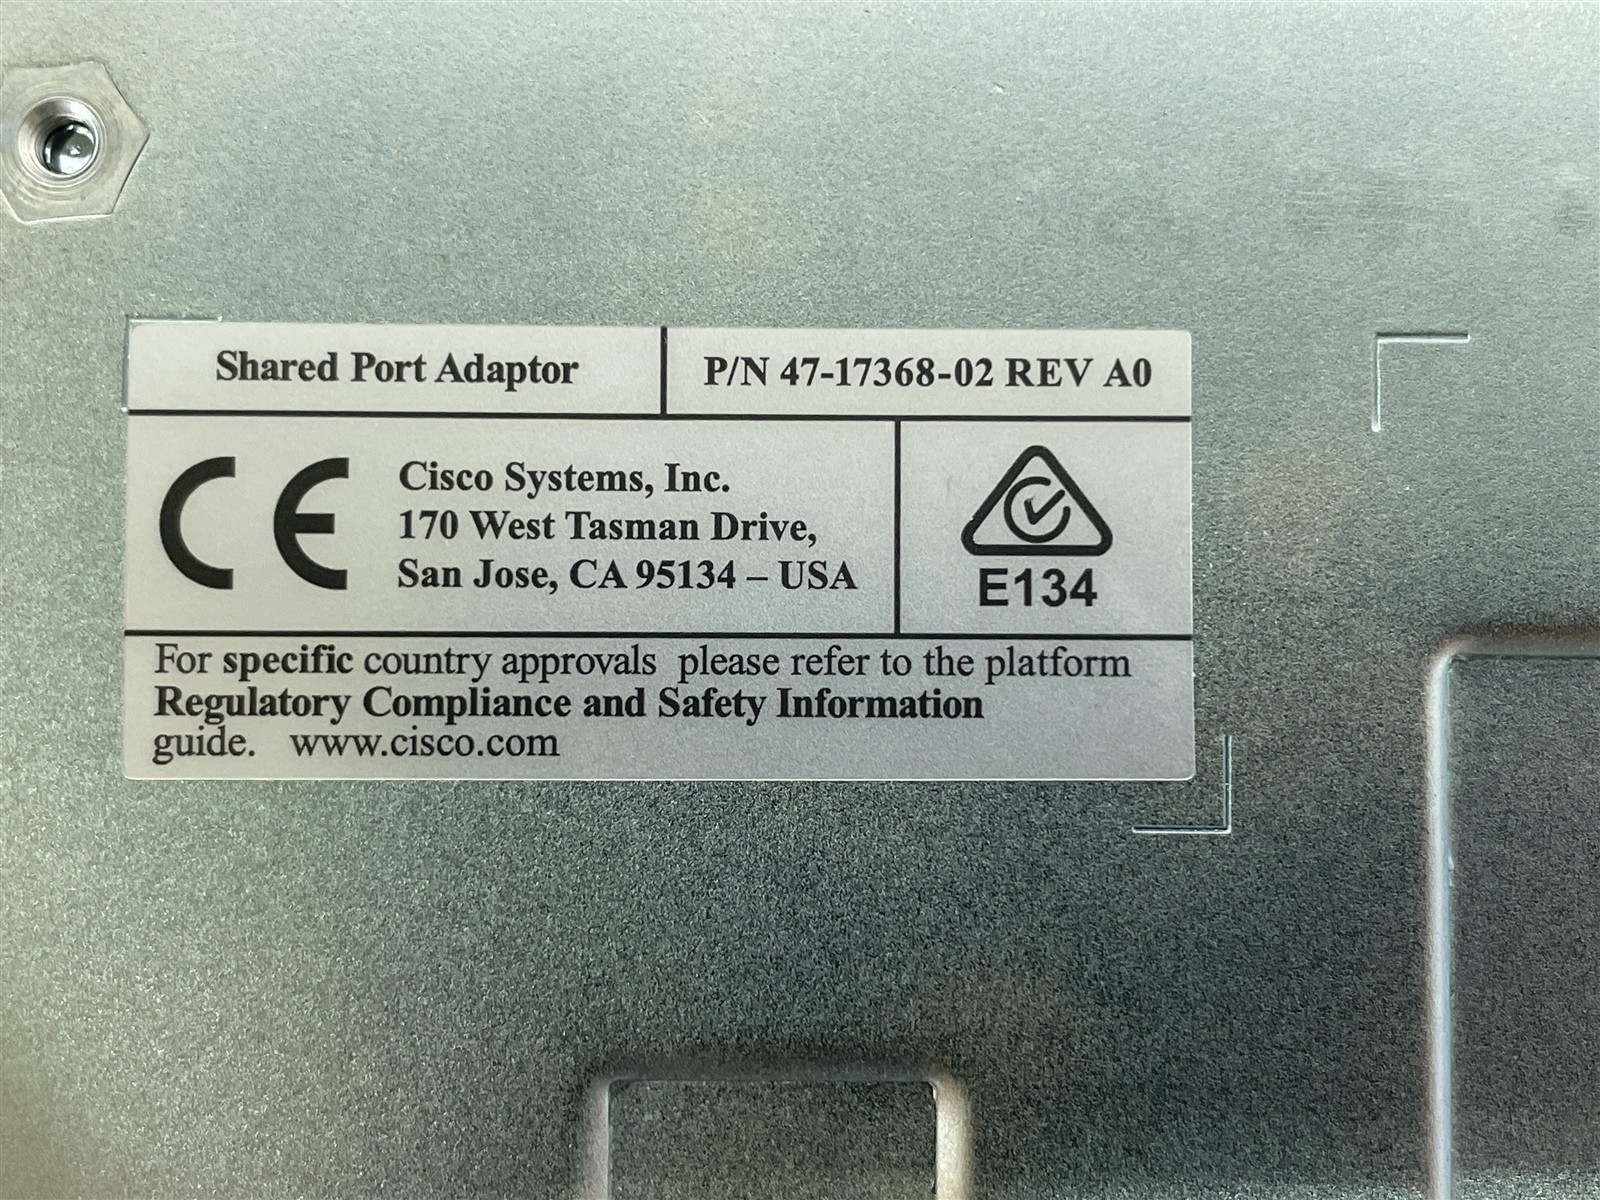 Shared Port Adaptor
P/N 47-17368-02 REV A0
CE
Cisco Systems, Inc.
170 West Tasman Drive,
San Jose, CA 95134 – USA
E134
For specific country approvals please refer to the platform
Regulatory Compliance and Safety Information
guide. www.cisco.com